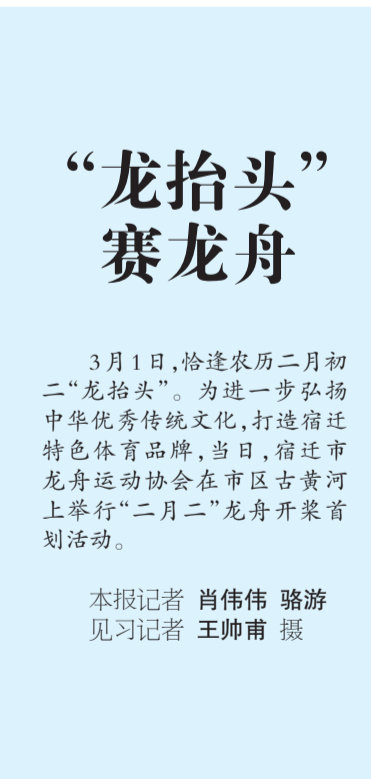 “龙抬头”
赛龙舟
3月1日,恰逢农历二月初
二“龙抬头”。为进一步弘扬
中华优秀传统文化,打造宿迁
特色体育品牌,当日,宿迁市
龙舟运动协会在市区古黄河
上举行“二月二”龙舟开桨首
划活动。
本报记者 肖伟伟 骆游
见习记者 王帅甫 摄